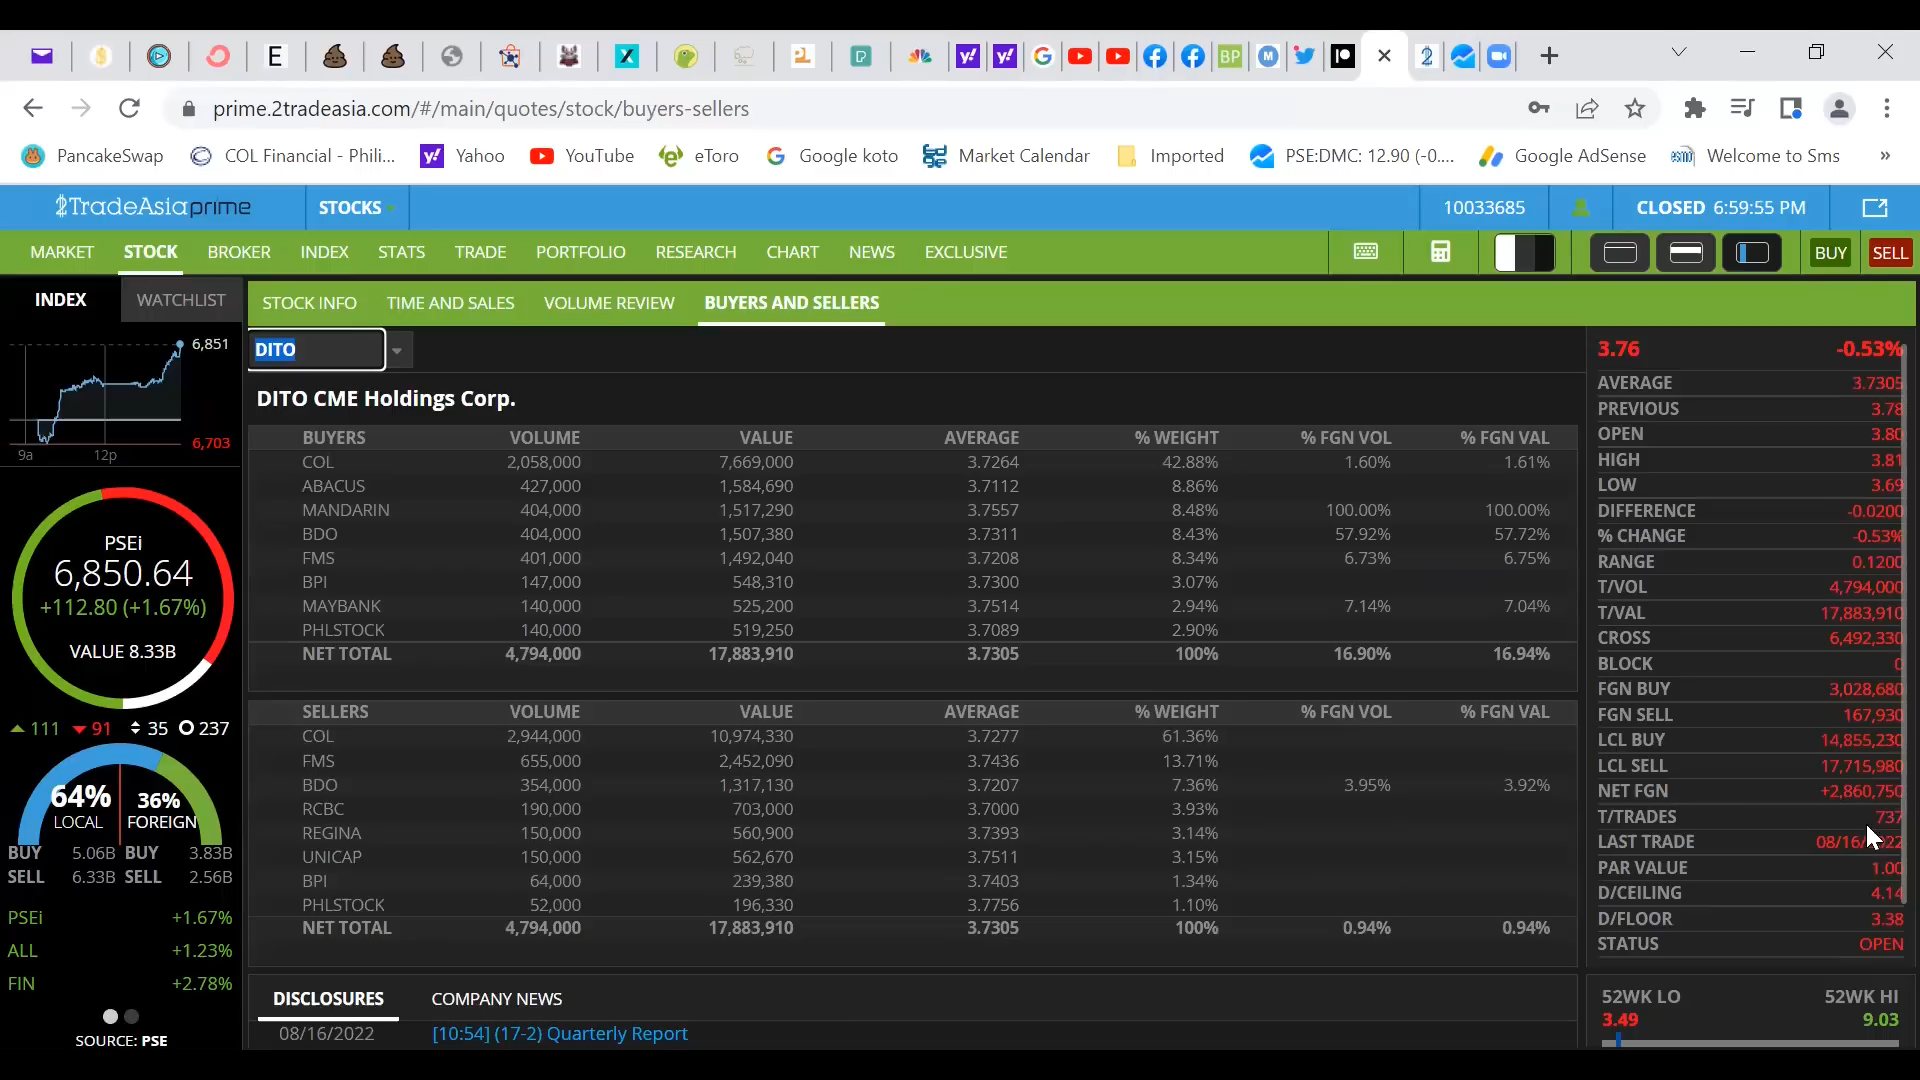 prime.2tradeasia.com/#/main/quotes/stock/buyers-sellers
PancakeSwap COL Financial - Phili... Yahoo YouTube eToro Google koto Market Calendar Imported PSE:DMC: 12.90 (-0.... Google AdSense Welcome to Sms »
2TradeAsia prime STOCKS 10033685 CLOSED 6:59:55 PM
MARKET STOCK BROKER INDEX STATS TRADE PORTFOLIO RESEARCH CHART NEWS EXCLUSIVE BUY SELL
INDEX WATCHLIST
6,851
6,703
9a 12p
PSEi
6,850.64
+112.80 (+1.67%)
VALUE 8.33B
111 91 35 237
64% 36%
LOCAL FOREIGN
BUY 5.06B BUY 3.83B
SELL 6.33B SELL 2.56B
PSEi +1.67%
ALL +1.23%
FIN +2.78%
SOURCE: PSE
STOCK INFO TIME AND SALES VOLUME REVIEW BUYERS AND SELLERS
DITO
DITO CME Holdings Corp.
BUYERS VOLUME VALUE AVERAGE % WEIGHT % FGN VOL % FGN VAL
COL 2,058,000 7,669,000 3.7264 42.88% 1.60% 1.61%
ABACUS 427,000 1,584,690 3.7112 8.86%
MANDARIN 404,000 1,517,290 3.7557 8.48% 100.00% 100.00%
BDO 404,000 1,507,380 3.7311 8.43% 57.92% 57.72%
FMS 401,000 1,492,040 3.7208 8.34% 6.73% 6.75%
BPI 147,000 548,310 3.7300 3.07%
MAYBANK 140,000 525,200 3.7514 2.94% 7.14% 7.04%
PHLSTOCK 140,000 519,250 3.7089 2.90%
NET TOTAL 4,794,000 17,883,910 3.7305 100% 16.90% 16.94%
SELLERS VOLUME VALUE AVERAGE % WEIGHT % FGN VOL % FGN VAL
COL 2,944,000 10,974,330 3.7277 61.36%
FMS 655,000 2,452,090 3.7436 13.71%
BDO 354,000 1,317,130 3.7207 7.36% 3.95% 3.92%
RCBC 190,000 703,000 3.7000 3.93%
REGINA 150,000 560,900 3.7393 3.14%
UNICAP 150,000 562,670 3.7511 3.15%
BPI 64,000 239,380 3.7403 1.34%
PHLSTOCK 52,000 196,330 3.7756 1.10%
NET TOTAL 4,794,000 17,883,910 3.7305 100% 0.94% 0.94%
DISCLOSURES COMPANY NEWS
08/16/2022 [10:54] (17-2) Quarterly Report
3.76 -0.53%
AVERAGE 3.7305
PREVIOUS 3.78
OPEN 3.80
HIGH 3.81
LOW 3.69
DIFFERENCE -0.0200
% CHANGE -0.53%
RANGE 0.1200
T/VOL 4,794,000
T/VAL 17,883,910
CROSS 6,492,330
BLOCK 0
FGN BUY 3,028,680
FGN SELL 167,930
LCL BUY 14,855,230
LCL SELL 17,715,980
NET FGN +2,860,750
T/TRADES 737
LAST TRADE
PAR VALUE 1.00
D/CEILING 4.14
D/FLOOR 3.38
STATUS OPEN
52WK LO 52WK HI
3.49 9.03